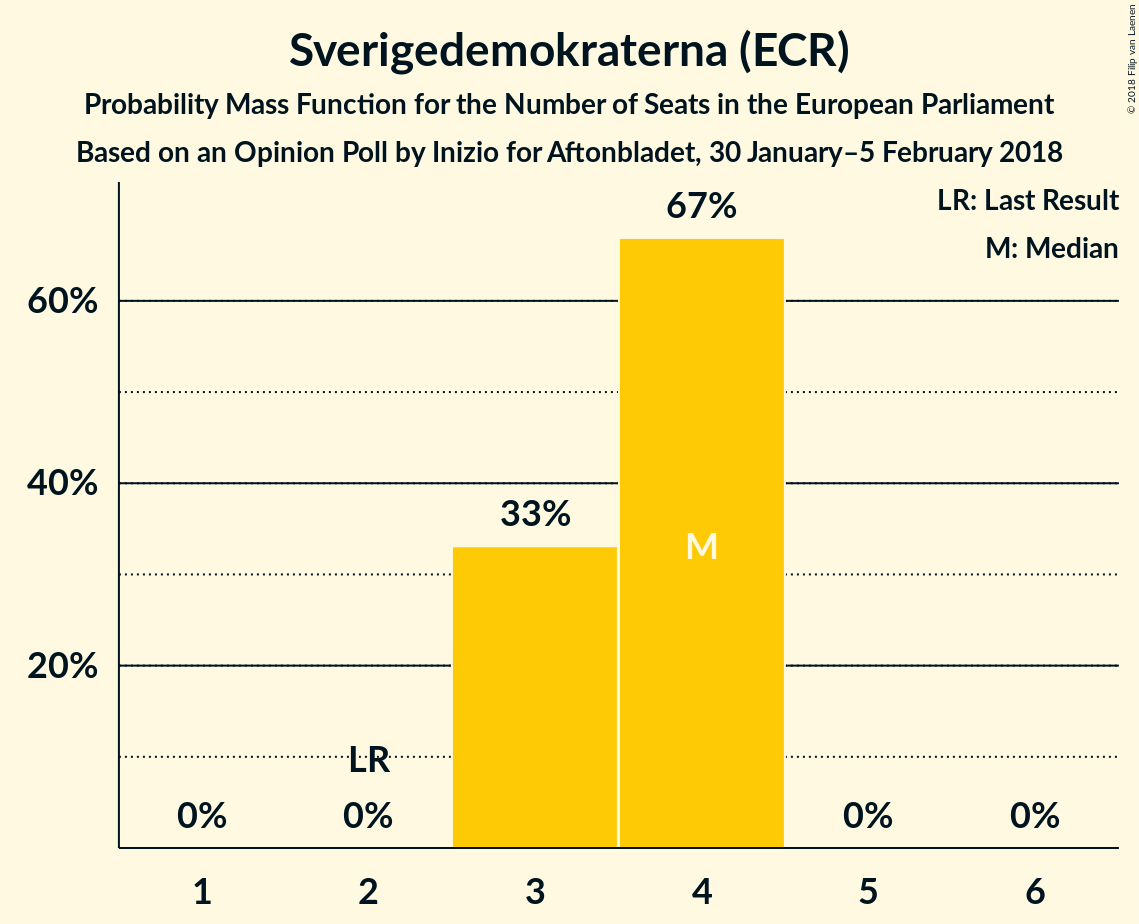 Sverigedemokraterna (ECR)
Probability Mass Function for the Number of Seats in the European Parliament
Based on an Opinion Poll by Inizio for Aftonbladet, 30 January–5 February 2018
© 2018 Filip van Laenen
LR: Last Result
M: Median
67%
60%
40%
33%
M
20%
LR
0% 0% 0% 0%
1 2 3 4 5 6